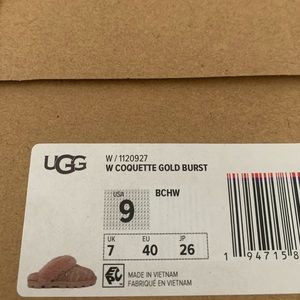 UGG
W / 1120927
W COQUETTE GOLD BURST
USA
9
BCHW
UK
7
EU
40
JP
26
1 94715 8
MADE IN VIETNAM
FABRIQUÉ EN VIETNAM